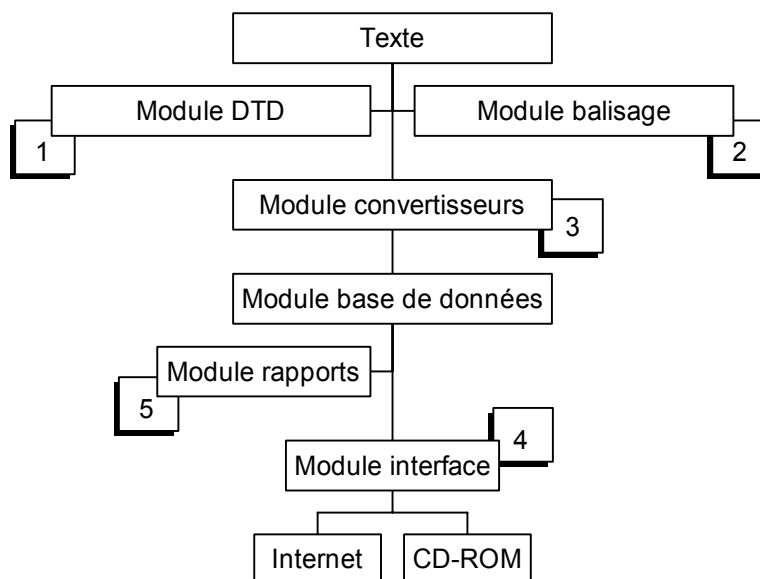 Texte
Module DTD
Module balisage
1
2
Module convertisseurs
3
Module base de données
Module rapports
5
4
Module interface
Internet
CD-ROM